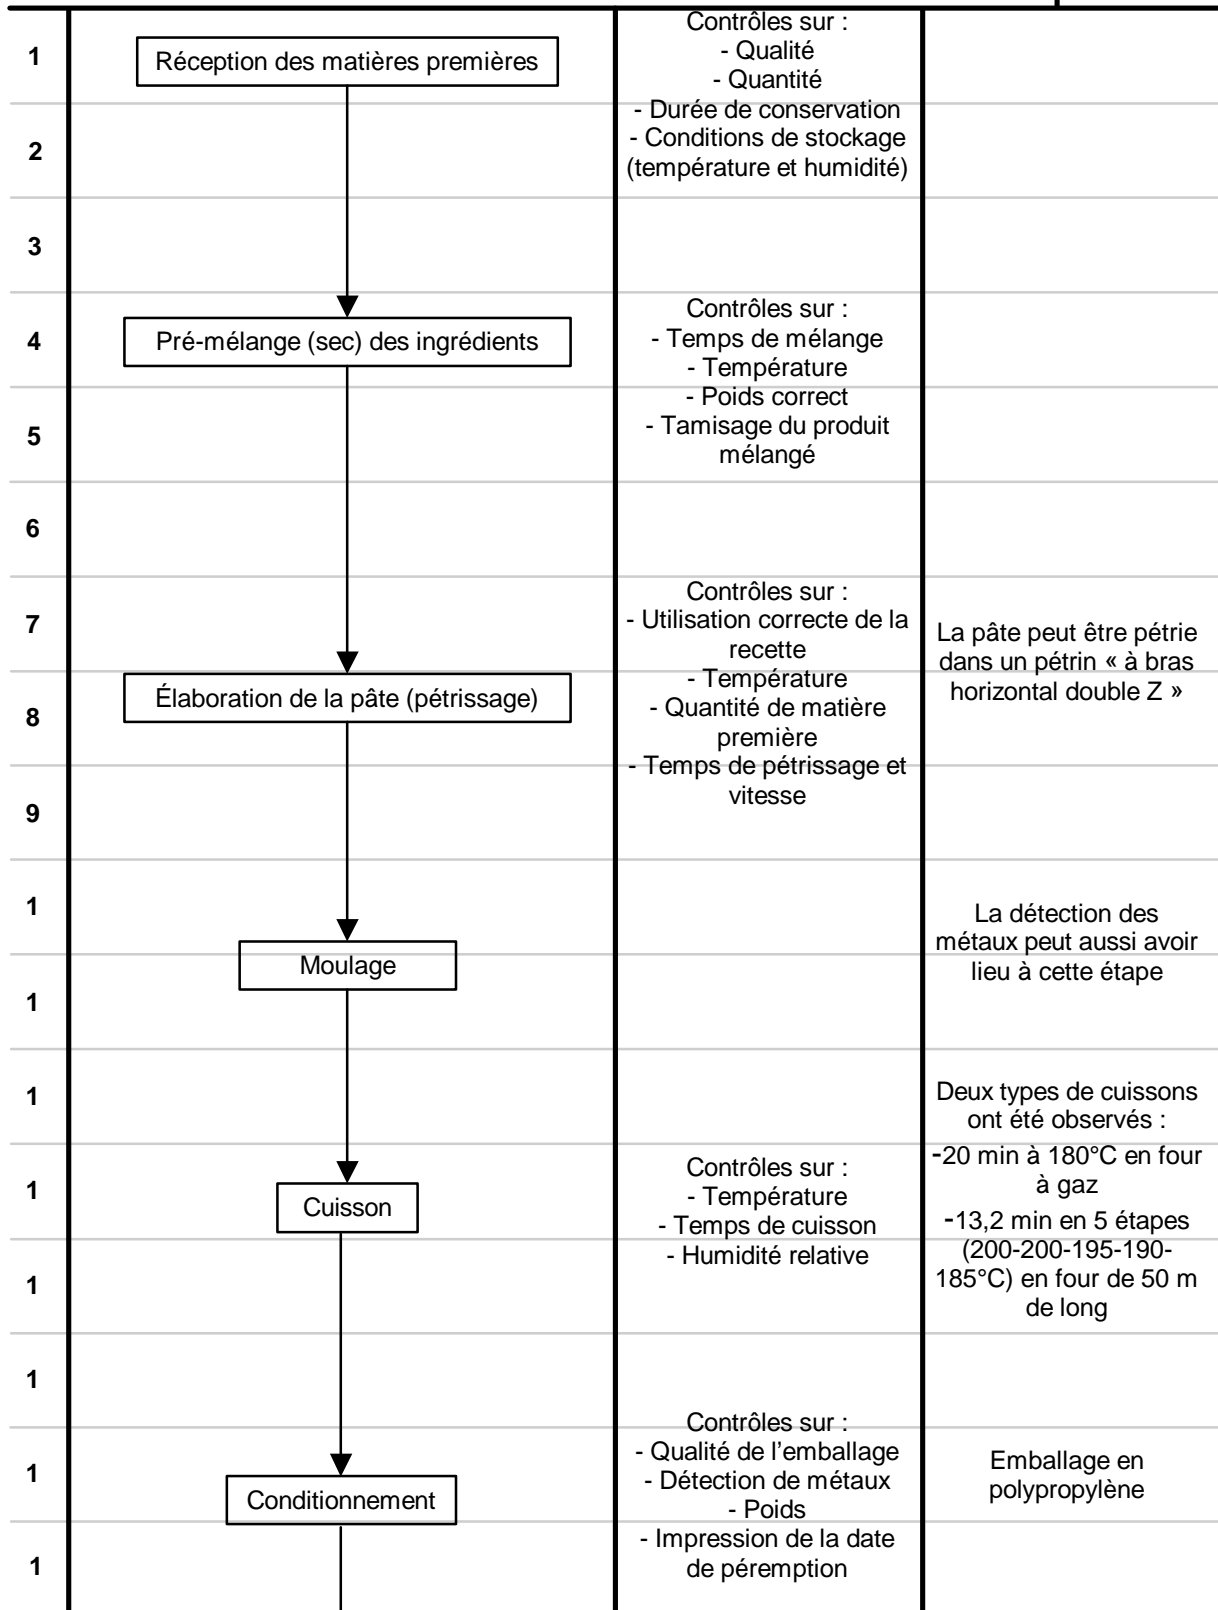 1
Réception des matières premières
Contrôles sur :
- Qualité
- Quantité
- Durée de conservation
- Conditions de stockage
(température et humidité)
2
3
4
Pré-mélange (sec) des ingrédients
Contrôles sur :
- Temps de mélange
- Température
- Poids correct
- Tamisage du produit
mélangé
5
6
7
Élaboration de la pâte (pétrissage)
Contrôles sur :
- Utilisation correcte de la
recette
- Température
- Quantité de matière
première
- Temps de pétrissage et
vitesse
La pâte peut être pétrie
dans un pétrin « à bras
horizontal double Z »
8
9
1
Moulage
La détection des
métaux peut aussi avoir
lieu à cette étape
1
1
Deux types de cuissons
ont été observés :
-20 min à 180°C en four
à gaz
-13,2 min en 5 étapes
(200-200-195-190-
185°C) en four de 50 m
de long
1
Cuisson
Contrôles sur :
- Température
- Temps de cuisson
- Humidité relative
1
1
1
Conditionnement
Contrôles sur :
- Qualité de l’emballage
- Détection de métaux
- Poids
- Impression de la date
de péremption
Emballage en
polypropylène
1